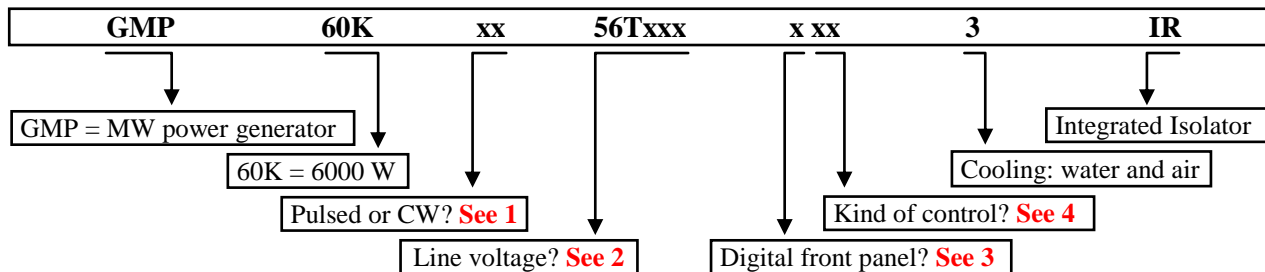 GMP 60K xx 56Txxx x xx 3 IR
GMP = MW power generator
Integrated Isolator
60K = 6000 W
Cooling: water and air
Pulsed or CW? See 1
Kind of control? See 4
Line voltage? See 2
Digital front panel? See 3